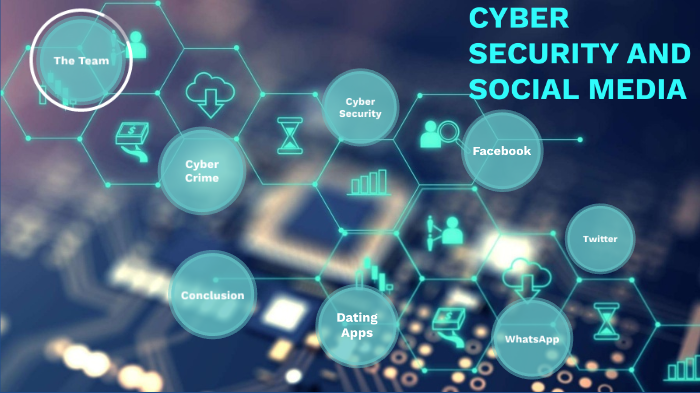 CYBER
SECURITY AND
SOCIAL MEDIA
The Team
Cyber
Crime
Cyber
Security
Facebook
Twitter
WhatsApp
Dating
Apps
Conclusion